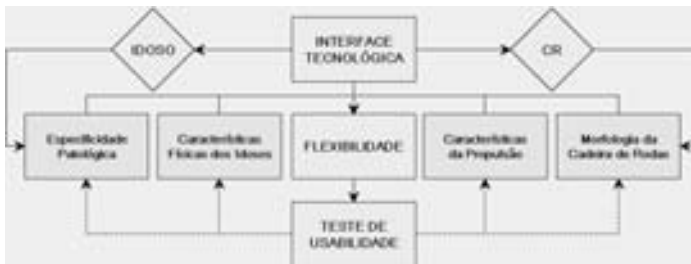 IDOSO
INTERFACE
TECNOLÓGICA
CR
Especificidade
Patológica
Características
Físicas dos Idosos
FLEXIBILIDADE
Características
da Propulsão
Morfologia da
Cadeira de Rodas
TESTE DE
USABILIDADE